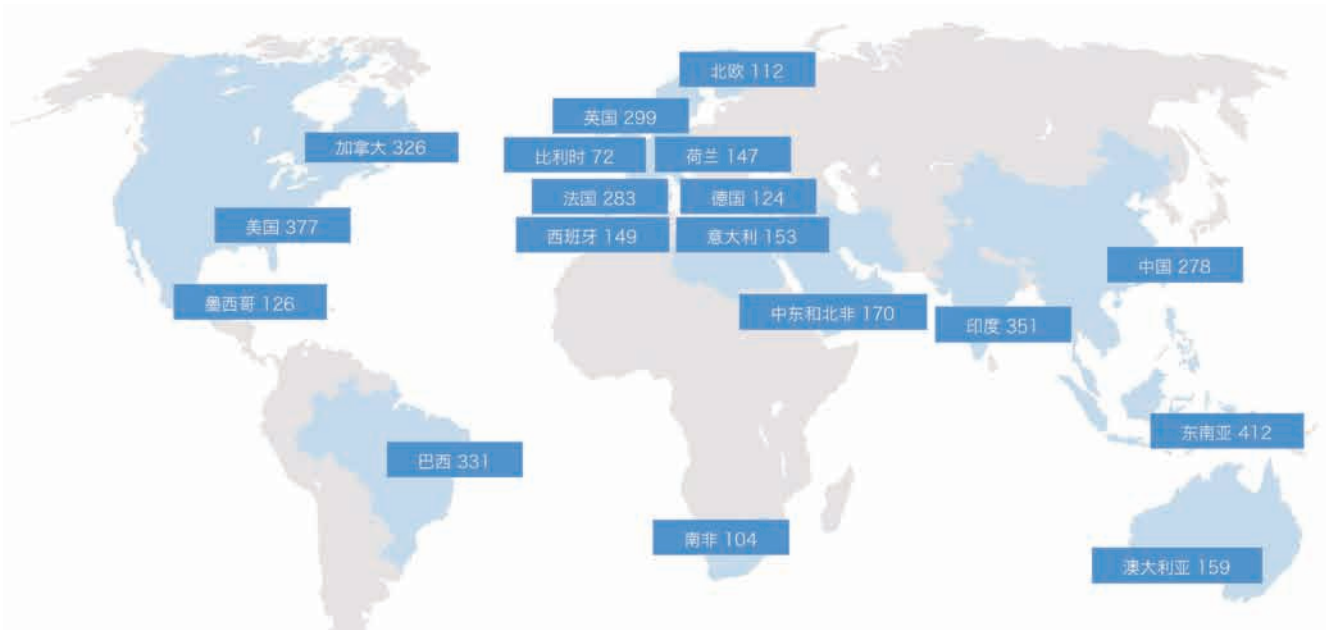 北欧 112
英国 299
加拿大 326
比利时 72
荷兰 147
法国 283
德国 124
美国 377
西班牙 149
意大利 153
中国 278
墨西哥 126
中东和北非 170
印度 351
东南亚 412
巴西 331
南非 104
澳大利亚 159